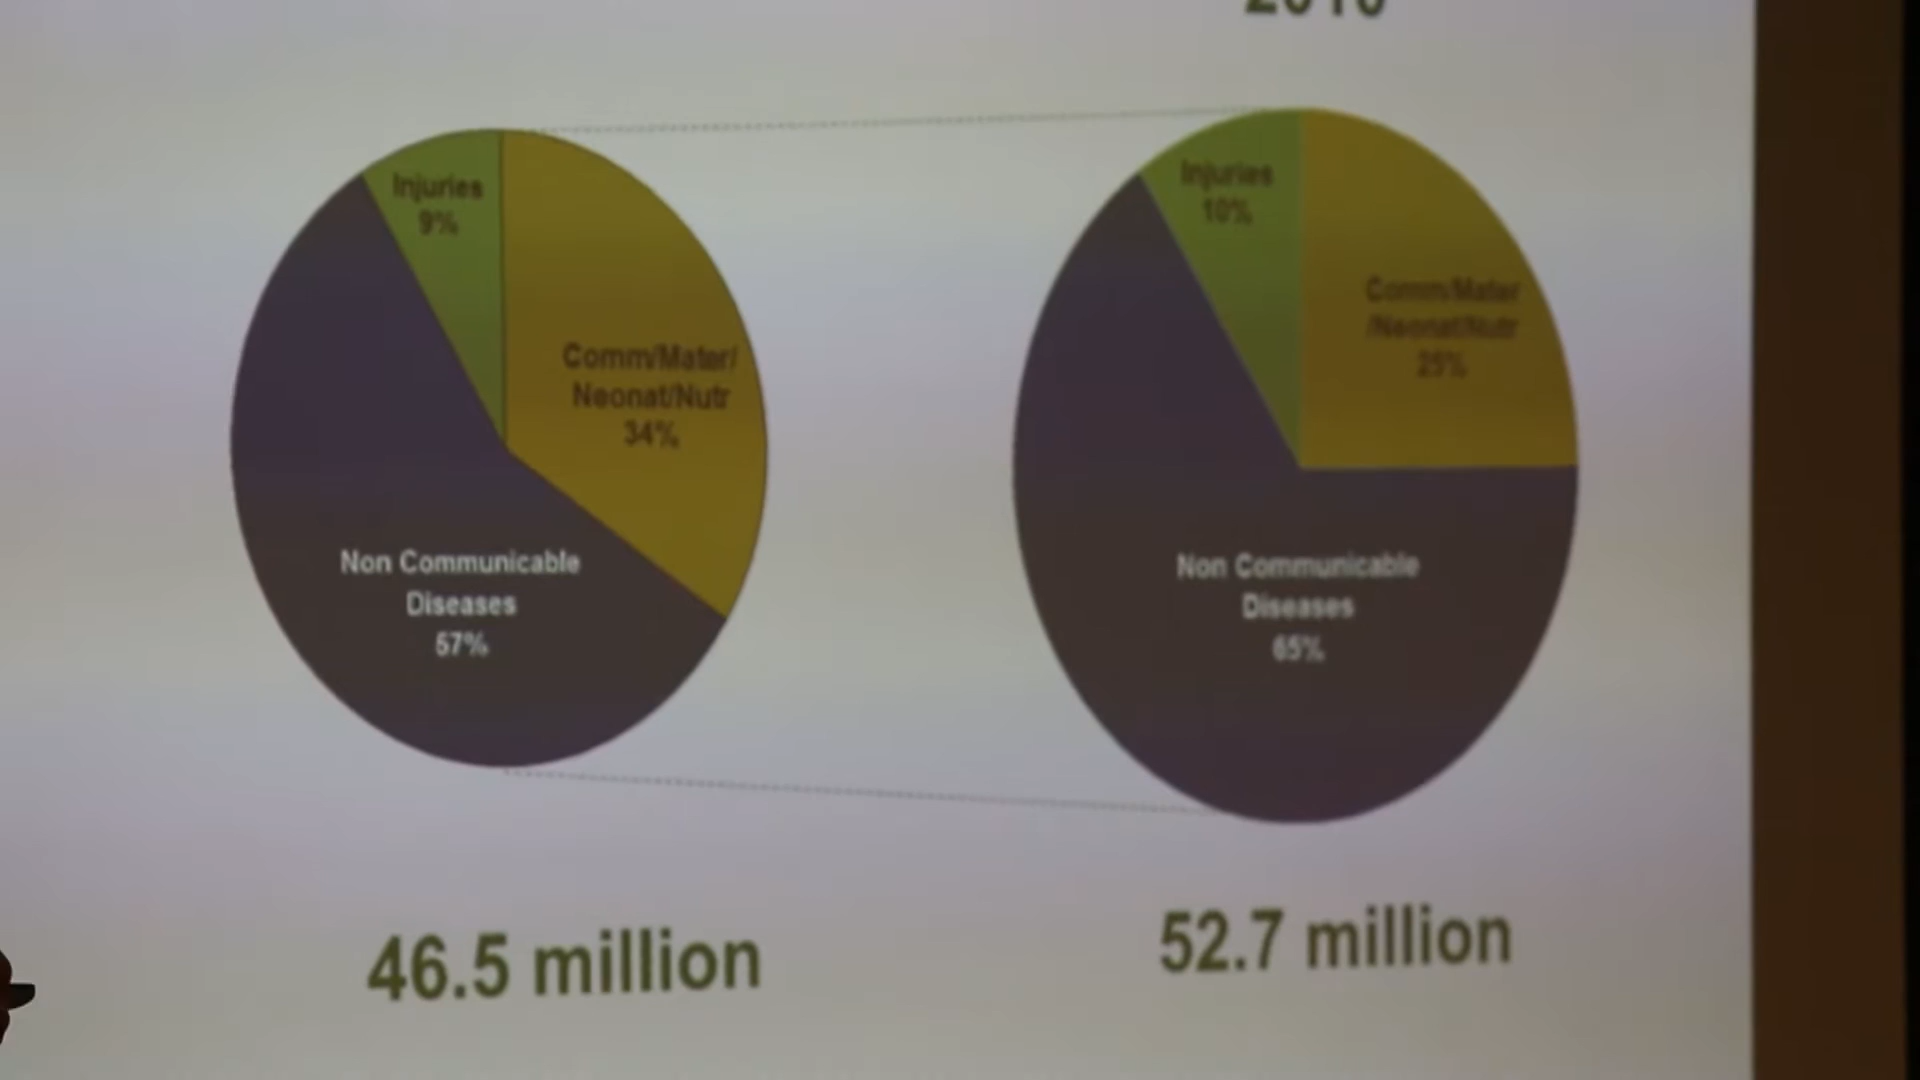 2010
Injuries
9%
Comm/Mater/
Neonat/Nutr
34%
Non Communicable
Diseases
57%
46.5 million
Injuries
10%
Comm/Mater/
/Neonat/Nutr
25%
Non Communicable
Diseases
65%
52.7 million